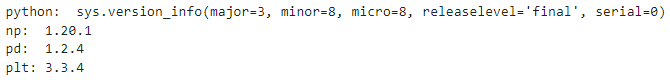 python:  sys.version_info(major=3, minor=8, micro=8, releaselevel='final', serial=0)
np:  1.20.1
pd:  1.2.4
plt: 3.3.4